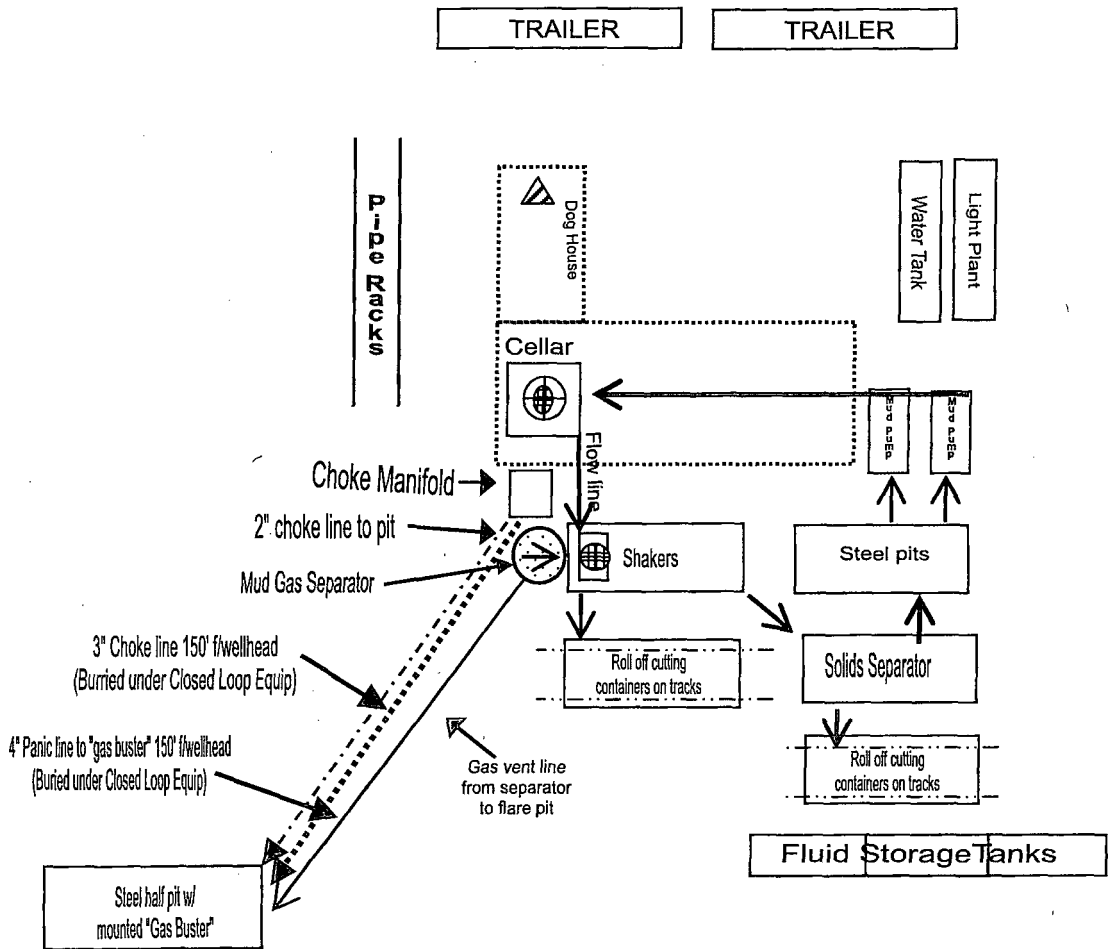 TRAILER
TRAILER
Pipe Racks
Dog House
Water Tank
Light Plant
Cellar
Mud Pump
Mud Pump
Flow line
Choke Manifold
2" choke line to pit
Mud Gas Separator
Shakers
Steel pits
3" Choke line 150' f/wellhead
(Burried under Closed Loop Equip)
Roll off cutting
containers on tracks
Solids Separator
4" Panic line to "gas buster" 150' f/wellhead
(Buried under Closed Loop Equip)
Gas vent line
from separator
to flare pit
Roll off cutting
containers on tracks
Fluid StorageTanks
Steel half pit w/
mounted "Gas Buster"